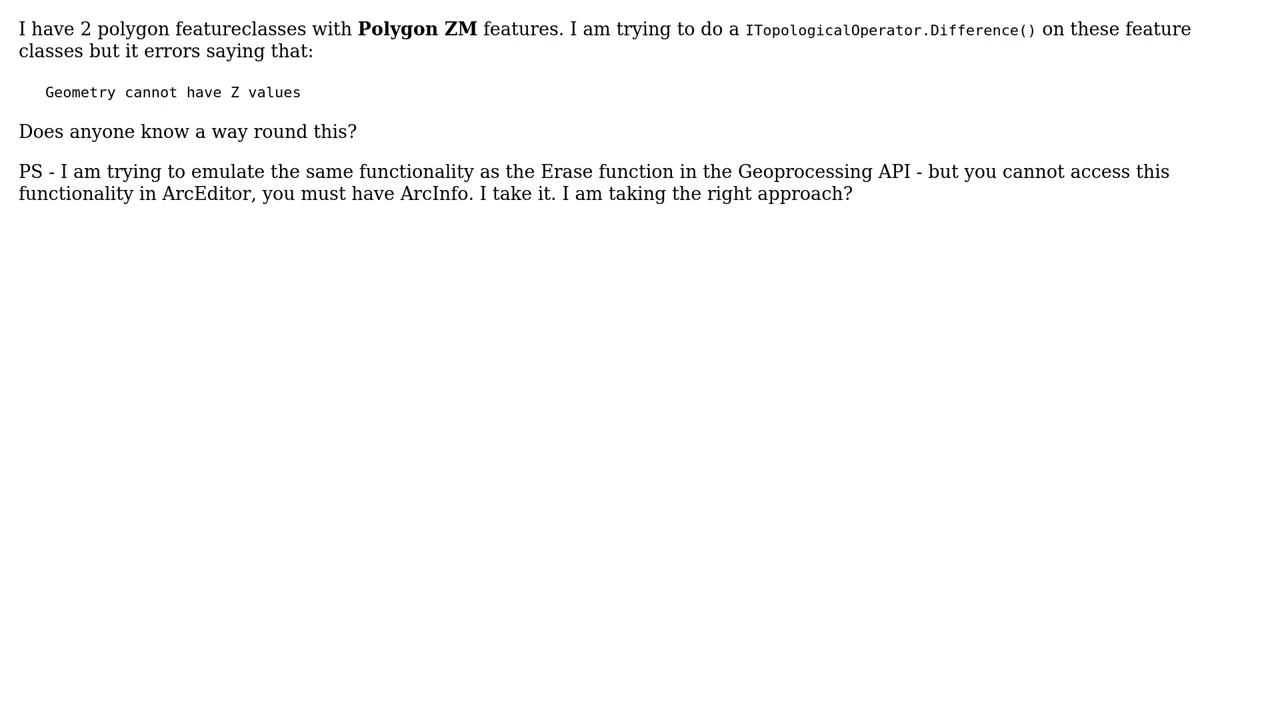 I have 2 polygon featureclasses with Polygon ZM features. I am trying to do a ITopologicalOperator.Difference() on these feature
classes but it errors saying that:
Geometry cannot have Z values
Does anyone know a way round this?
PS - I am trying to emulate the same functionality as the Erase function in the Geoprocessing API - but you cannot access this
functionality in ArcEditor, you must have ArcInfo. I take it. I am taking the right approach?